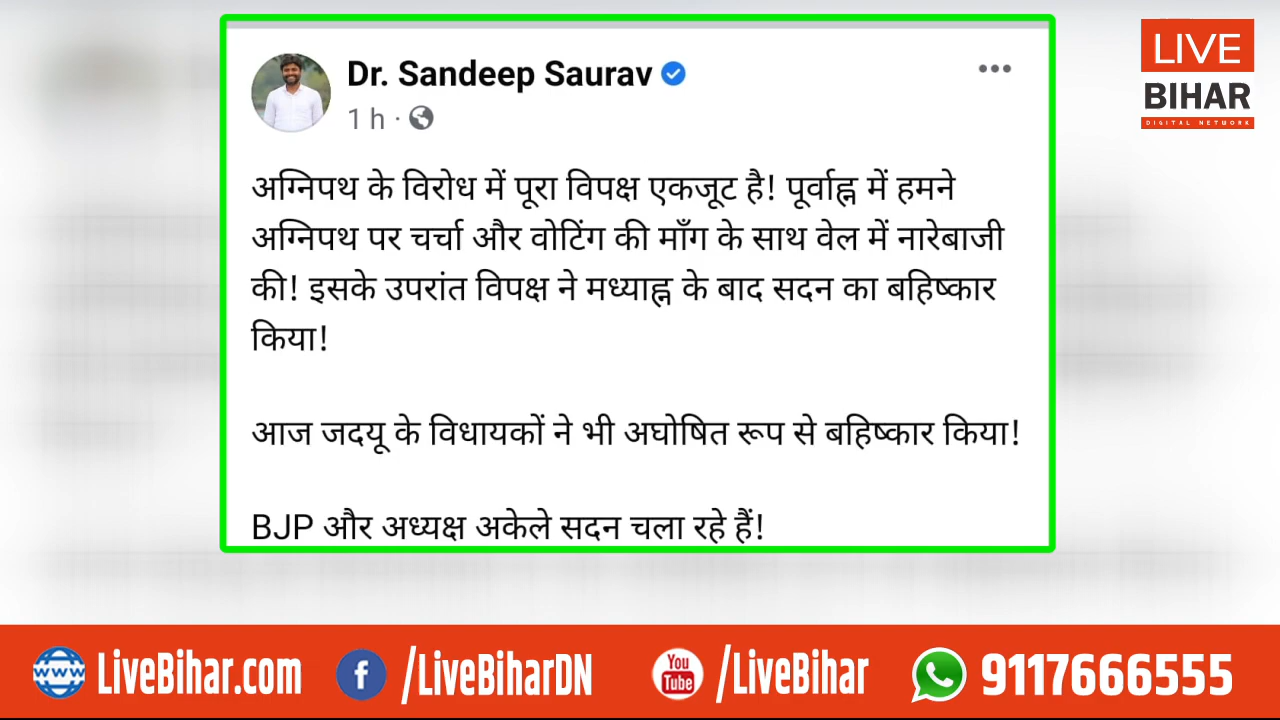 Dr. Sandeep Saurav
1 h ·
अग्निपथ के विरोध में पूरा विपक्ष एकजूट है! पूर्वाह्न में हमने
अग्निपथ पर चर्चा और वोटिंग की माँग के साथ वेल में नारेबाजी
की! इसके उपरांत विपक्ष ने मध्याह्न के बाद सदन का बहिष्कार
किया!
आज जदयू के विधायकों ने भी अघोषित रूप से बहिष्कार किया!
BJP और अध्यक्ष अकेले सदन चला रहे हैं!
LIVE
BIHAR
DIGITAL NETWORK
www LiveBihar.com f /LiveBiharDN You Tube /LiveBihar 9117666555